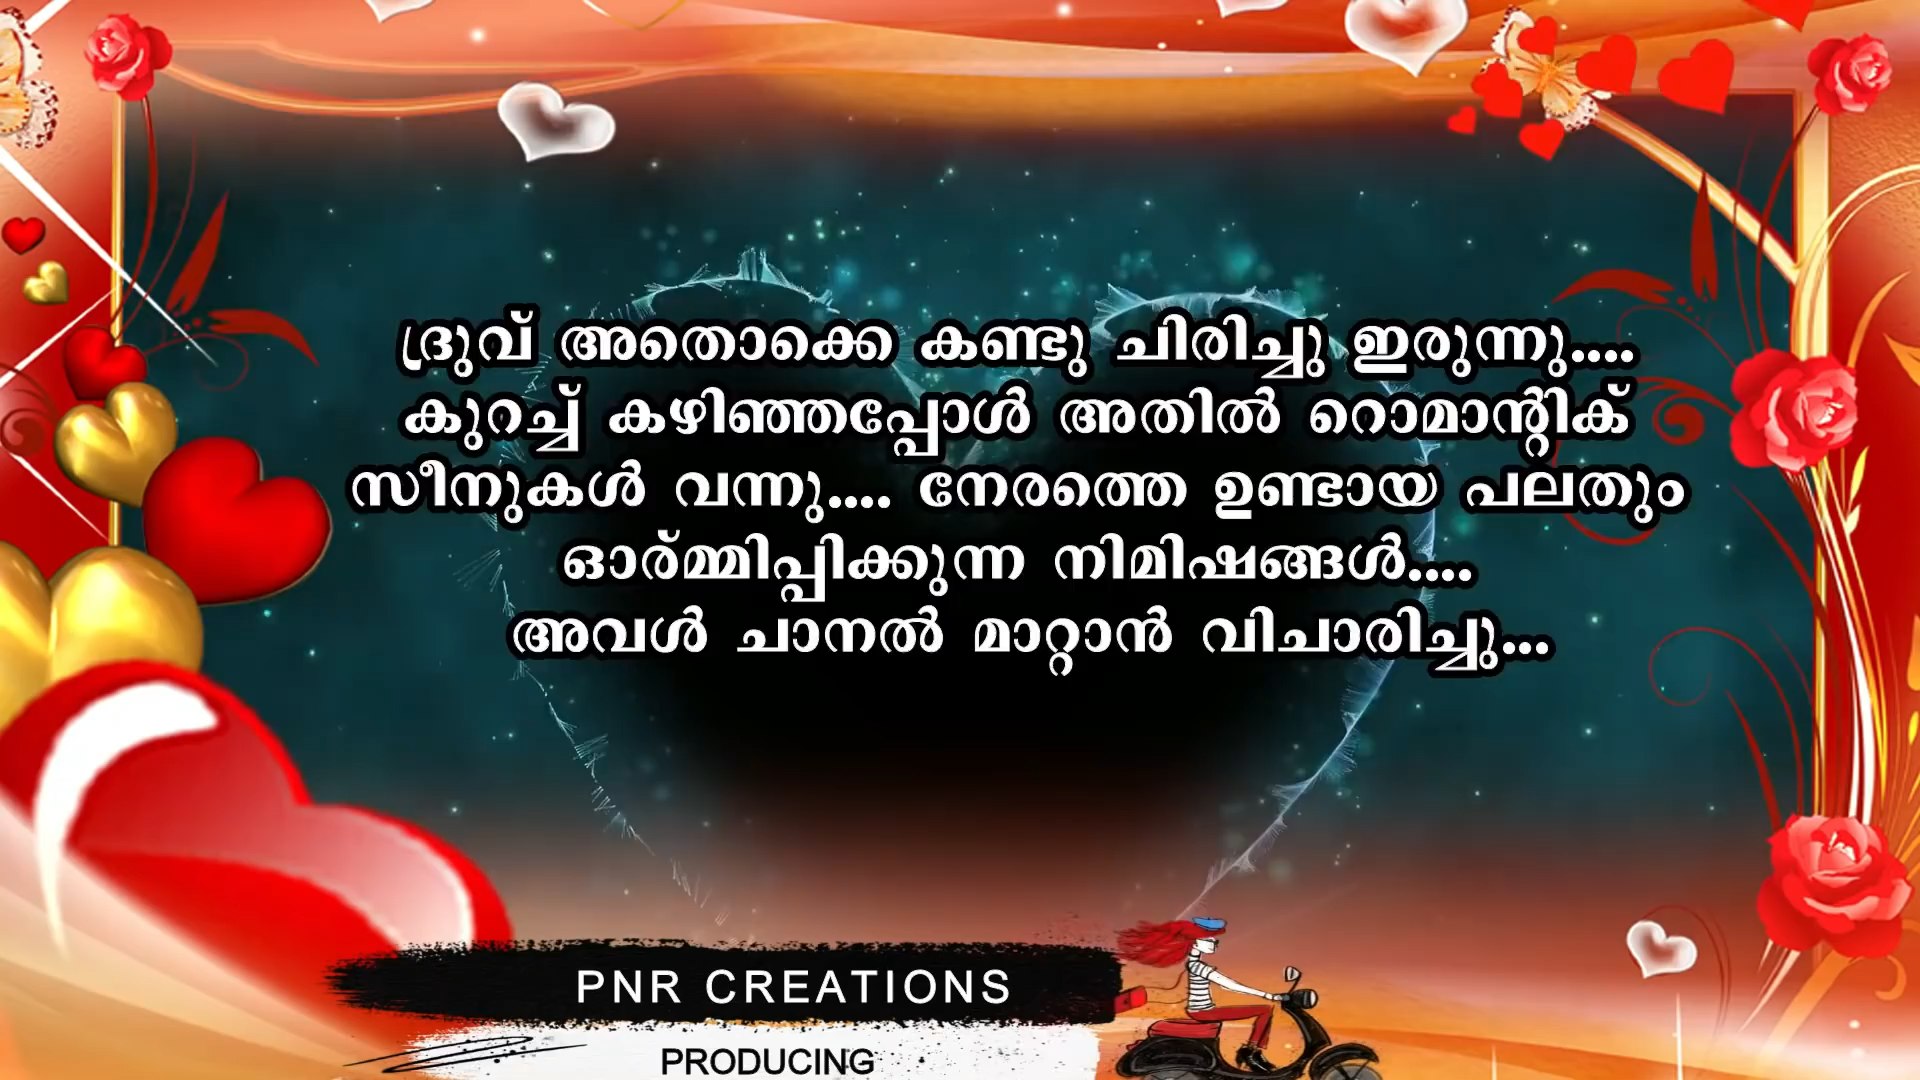 ദ്രുവ് അതൊക്കെ കണ്ടു ചിരിച്ചു ഇരുന്നു....
കുറച്ച് കഴിഞ്ഞപ്പോൾ അതിൽ റൊമാന്റിക്
സീനുകൾ വന്നു.... നേരത്തെ ഉണ്ടായ പലതും
ഓര്മ്മിപ്പിക്കുന്ന നിമിഷങ്ങൾ....
അവൾ ചാനൽ മാറ്റാൻ വിചാരിച്ചു...
PNR CREATIONS
PRODUCING